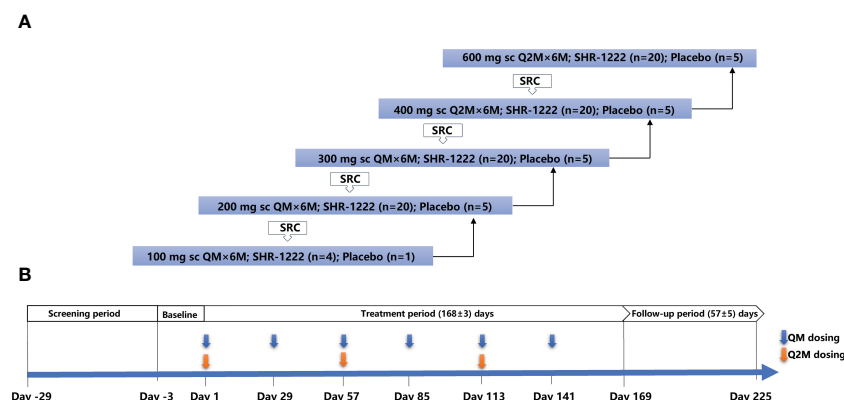 A
600 mg sc Q2M×6M; SHR-1222 (n=20); Placebo (n=5)
SRC
400 mg sc Q2M×6M; SHR-1222 (n=20); Placebo (n=5)
SRC
300 mg sc QM×6M; SHR-1222 (n=20); Placebo (n=5)
SRC
200 mg sc QM×6M; SHR-1222 (n=20); Placebo (n=5)
SRC
100 mg sc QM×6M; SHR-1222 (n=4); Placebo (n=1)
B
Screening period Baseline Treatment period (168±3) days Follow-up period (57±5) days
QM dosing
Q2M dosing
Day -29 Day -3 Day 1 Day 29 Day 57 Day 85 Day 113 Day 141 Day 169 Day 225